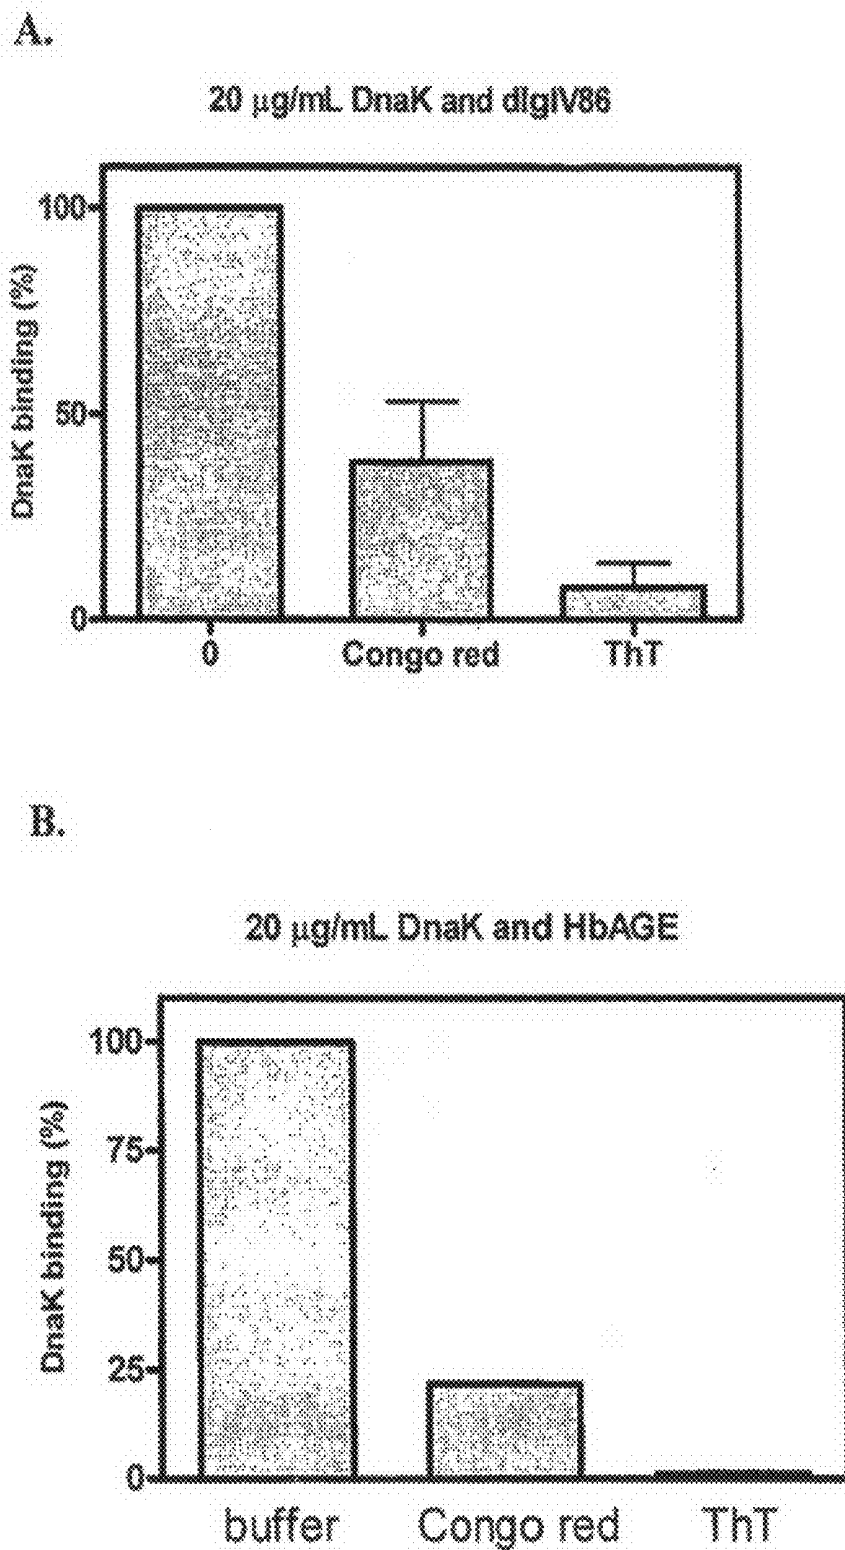 A.
20 μg/mL DnaK and dIgIV86
DnaK binding (%)
100
50
0
0 Congo red ThT
B.
20 μg/mL DnaK and HbAGE
DnaK binding (%)
100
75
50
25
0
buffer Congo red ThT